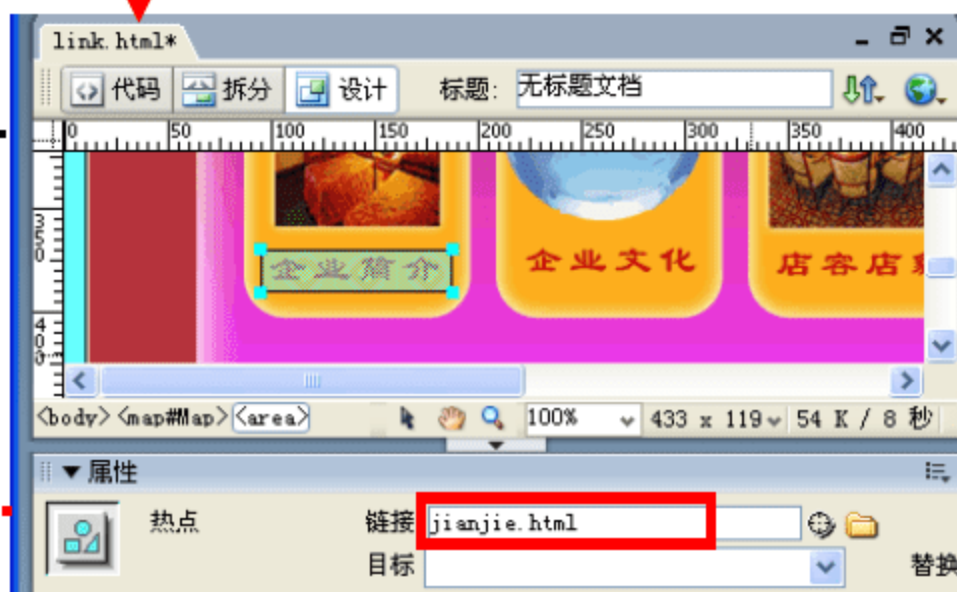 link.html*
代码 拆分 设计 标题: 无标题文档
0 50 100 150 200 250 300 350 400
350
企业简介 企业文化 店容店
400
<body> <map#Map> <area> 100% 433 x 119 54 K / 8 秒
属性
热点 链接 jianjie.html
目标 替换